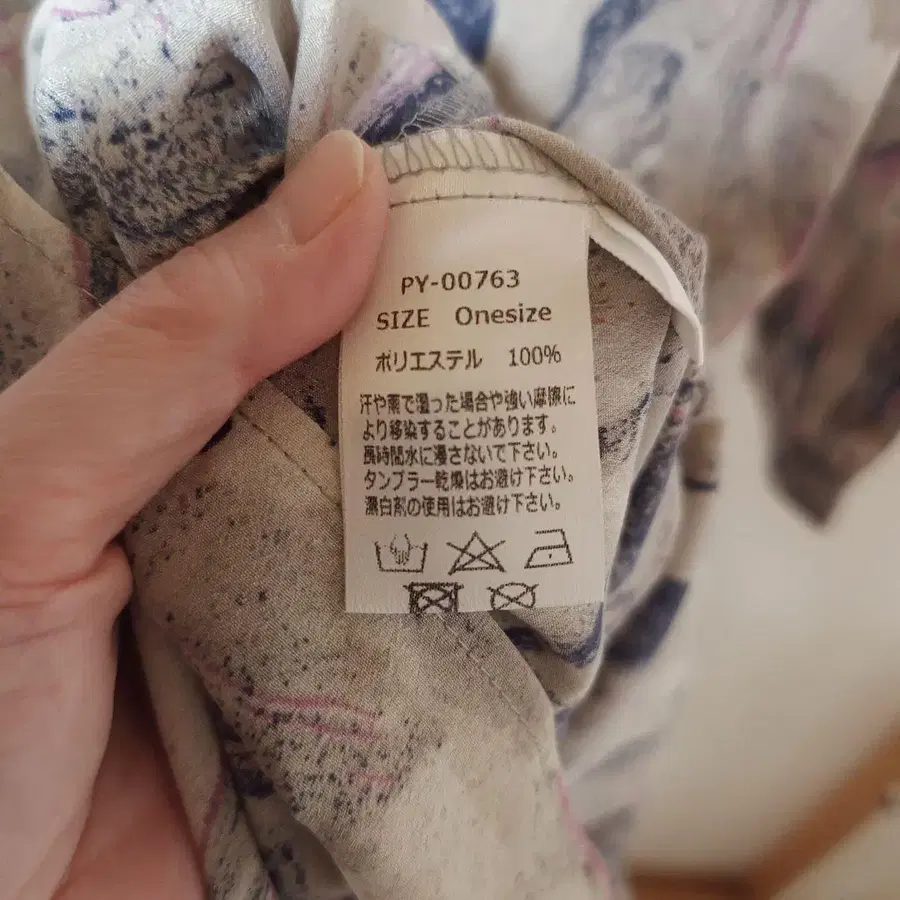 PY-00763
SIZE Onesize
ポリエステル 100%
汗や雨で湿った場合や強い摩擦に
より移染することがあります。
長時間水に浸さないで下さい。
タンブラー乾燥はお避け下さい。
漂白剤の使用はお避け下さい。